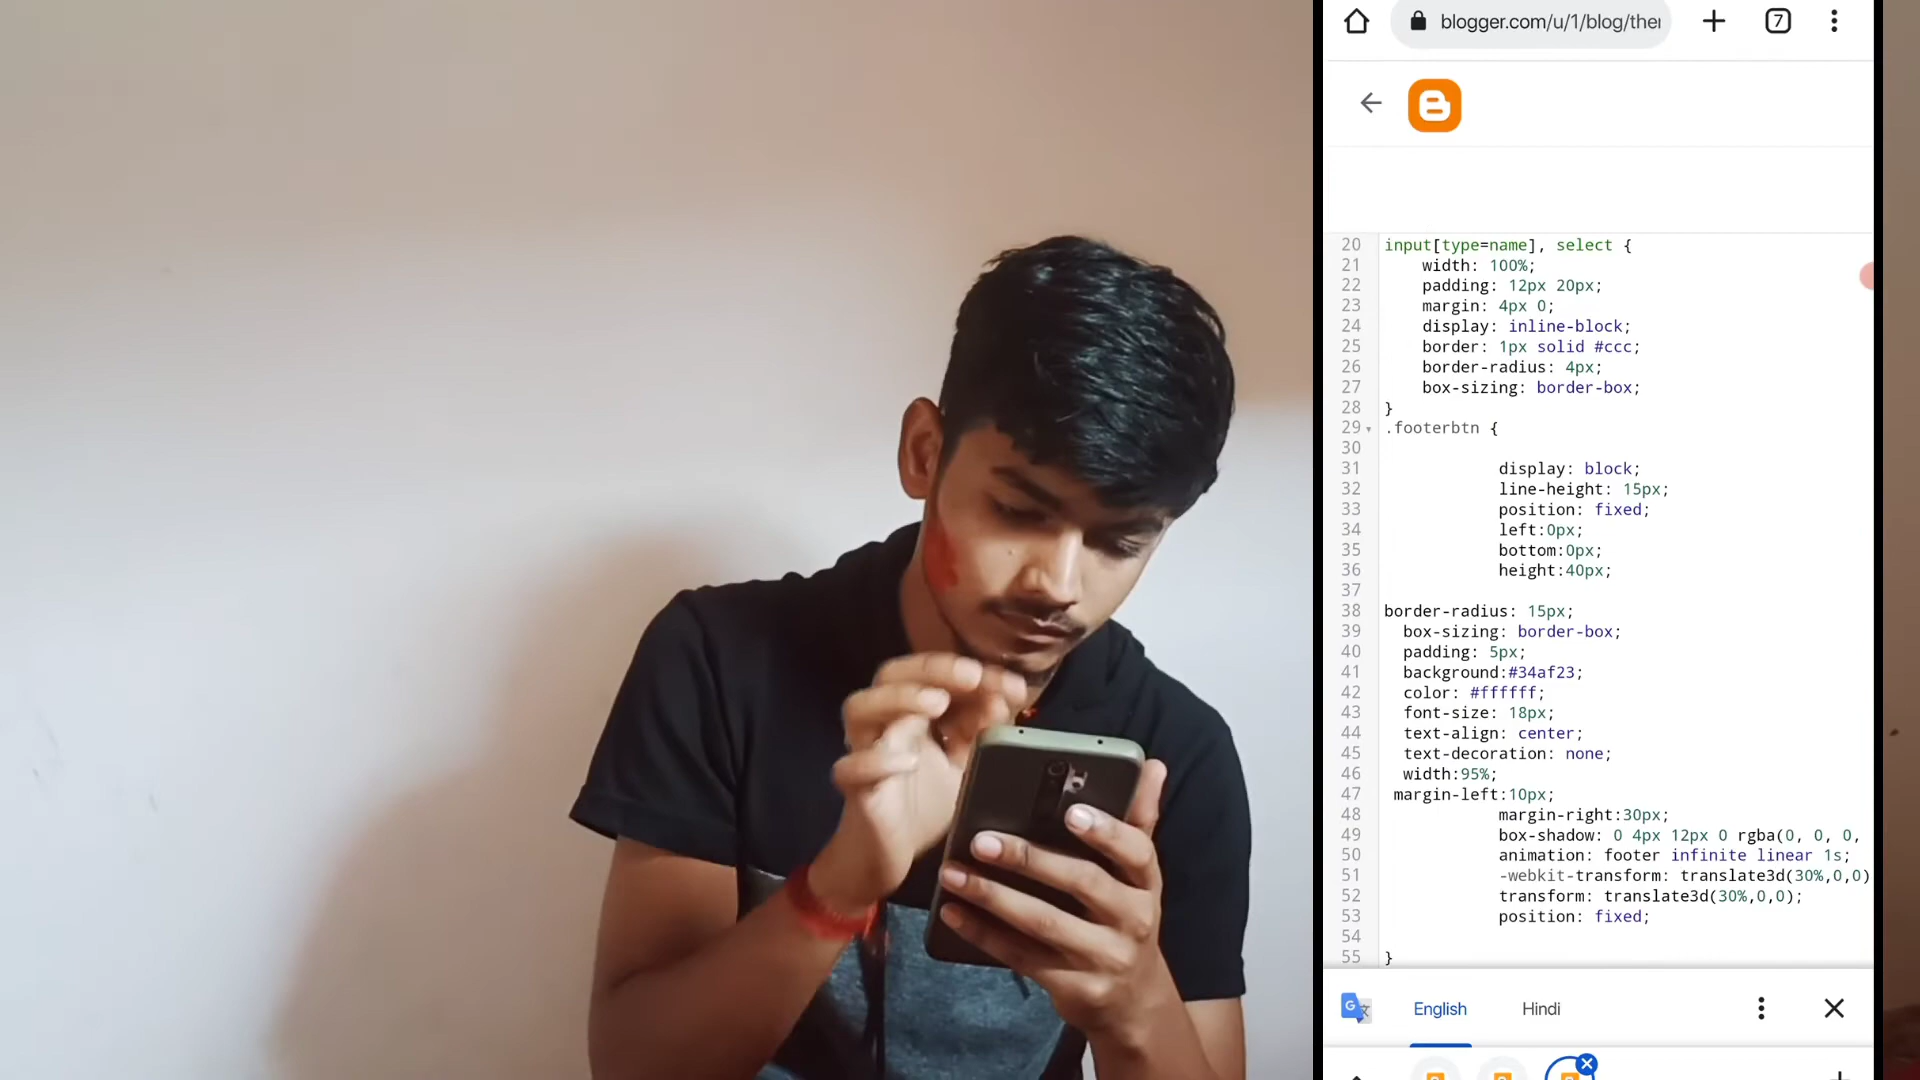 blogger.com/u/1/blog/the
7
20 input[type=name], select {
21 width: 100%;
22 padding: 12px 20px;
23 margin: 4px 0;
24 display: inline-block;
25 border: 1px solid #ccc;
26 border-radius: 4px;
27 box-sizing: border-box;
28 }
29 .footerbtn {
30
31 display: block;
32 line-height: 15px;
33 position: fixed;
34 left:0px;
35 bottom:0px;
36 height:40px;
37
38 border-radius: 15px;
39 box-sizing: border-box;
40 padding: 5px;
41 background:#34af23;
42 color: #ffffff;
43 font-size: 18px;
44 text-align: center;
45 text-decoration: none;
46 width:95%;
47 margin-left:10px;
48 margin-right:30px;
49 box-shadow: 0 4px 12px 0 rgba(0, 0, 0,
50 animation: footer infinite linear 1s;
51 -webkit-transform: translate3d(30%,0,0)
52 transform: translate3d(30%,0,0);
53 position: fixed;
54
55 }
English Hindi